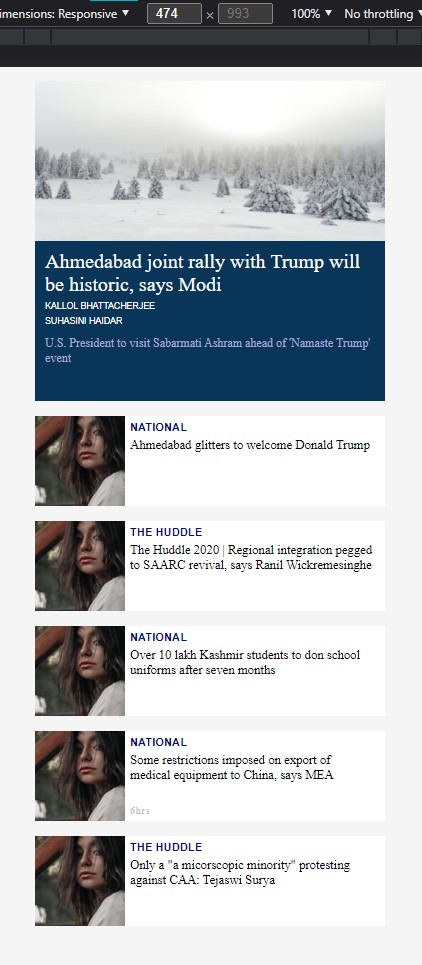 imensions: Responsive ▼ 474 × 993 100% ▼ No throttling ▼
Ahmedabad joint rally with Trump will
be historic, says Modi
KALLOL BHATTACHERJEE
SUHASINI HAIDAR
U.S. President to visit Sabarmati Ashram ahead of 'Namaste Trump'
event
NATIONAL
Ahmedabad glitters to welcome Donald Trump
THE HUDDLE
The Huddle 2020 | Regional integration pegged
to SAARC revival, says Ranil Wickremesinghe
NATIONAL
Over 10 lakh Kashmir students to don school
uniforms after seven months
NATIONAL
Some restrictions imposed on export of
medical equipment to China, says MEA
6hrs
THE HUDDLE
Only a "a micorscopic minority" protesting
against CAA: Tejaswi Surya